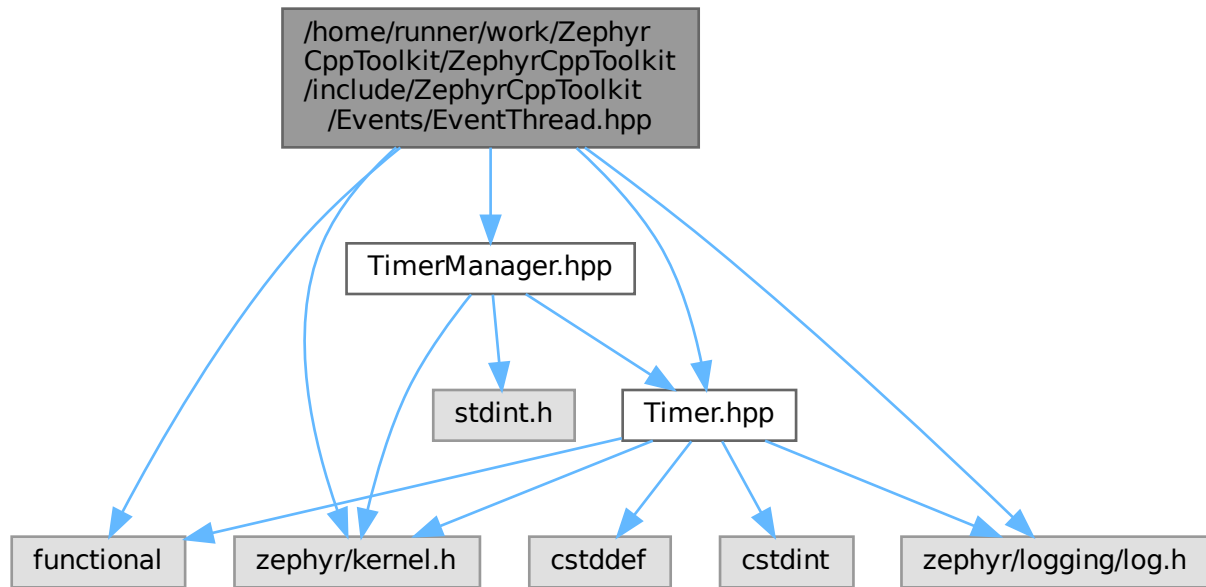 /home/runner/work/Zephyr
CppToolkit/ZephyrCppToolkit
/include/ZephyrCppToolkit
/Events/EventThread.hpp
TimerManager.hpp
stdint.h
Timer.hpp
functional
zephyr/kernel.h
cstddef
cstdint
zephyr/logging/log.h